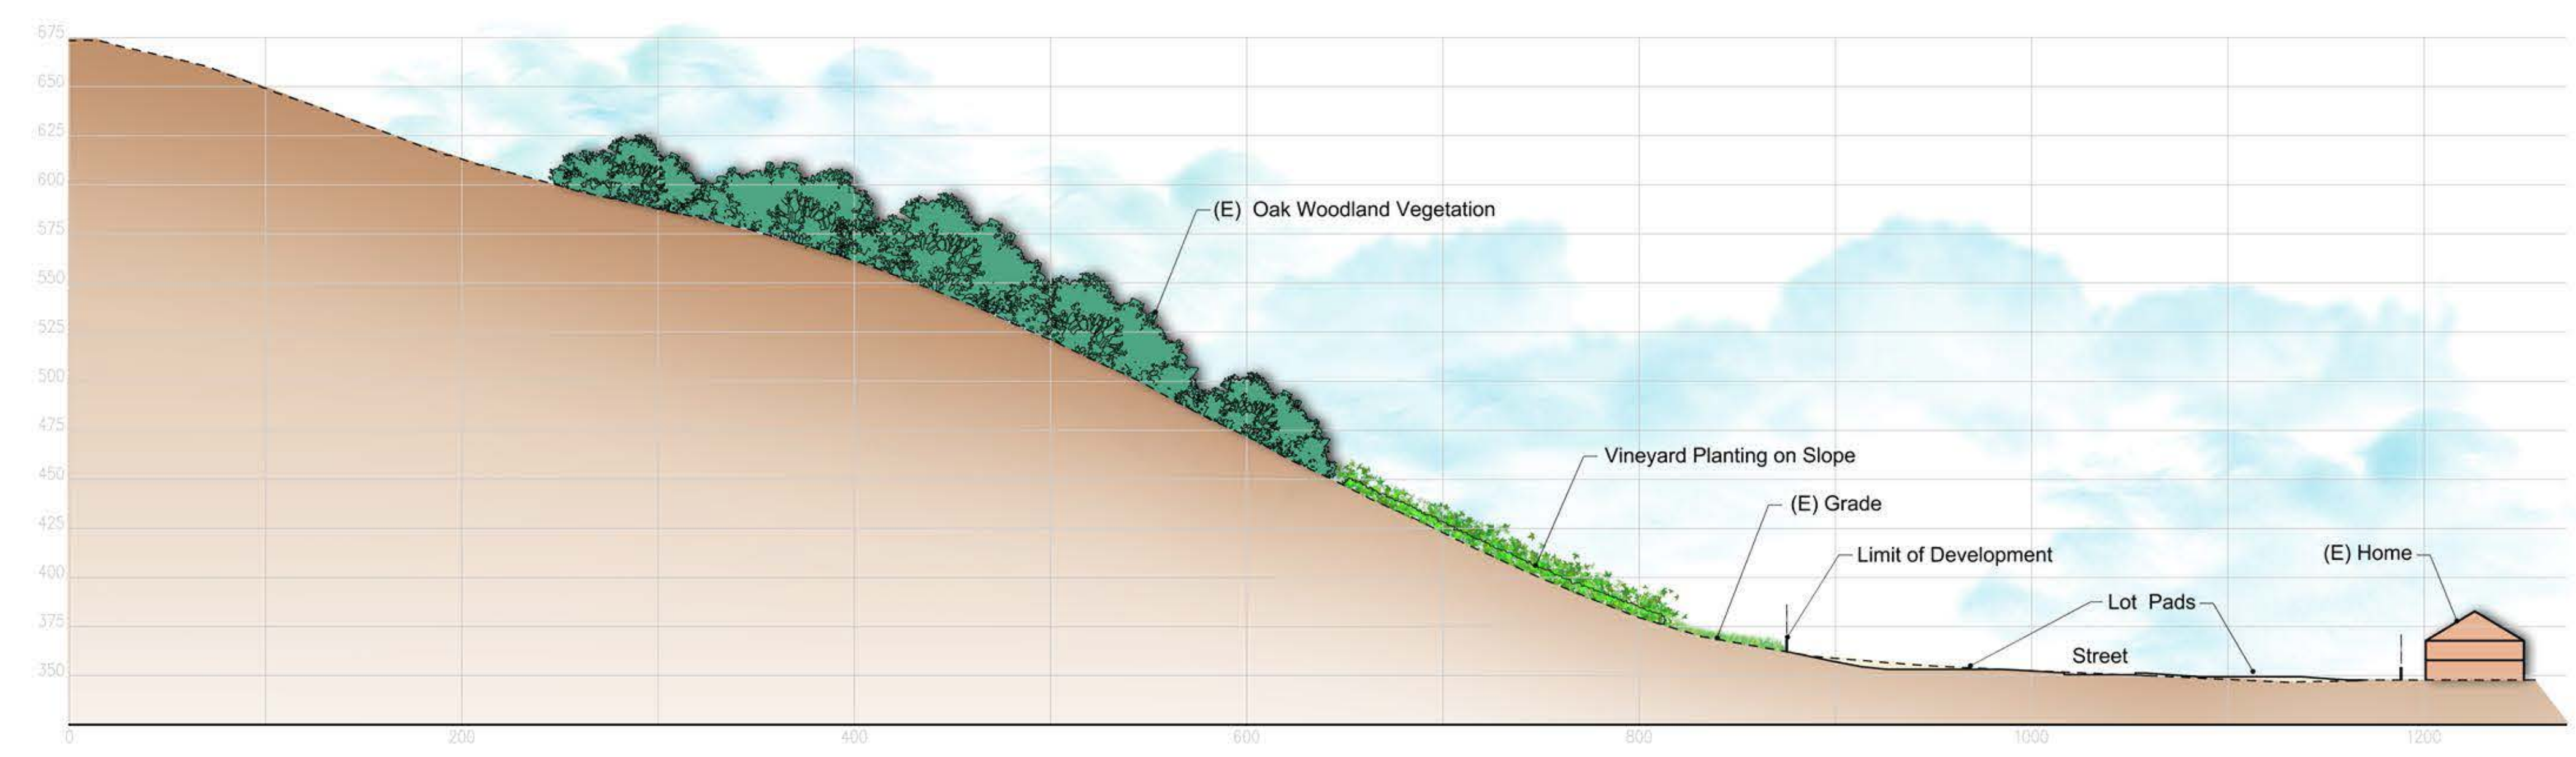 675
650
625
600
(E) Oak Woodland Vegetation
575
550
525
500
475
Vineyard Planting on Slope
450
(E) Grade
425
Limit of Development
(E) Home
400
Lot Pads
375
Street
350
0 200 400 600 800 1000 1200